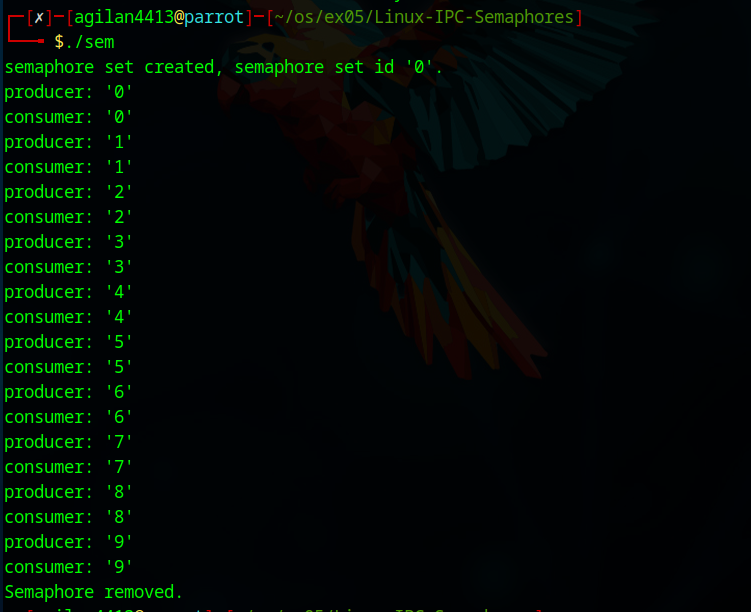 ┌─[✗]─[agilan4413@parrot]─[~/os/ex05/Linux-IPC-Semaphores]
└──╼ $./sem
semaphore set created, semaphore set id '0'.
producer: '0'
consumer: '0'
producer: '1'
consumer: '1'
producer: '2'
consumer: '2'
producer: '3'
consumer: '3'
producer: '4'
consumer: '4'
producer: '5'
consumer: '5'
producer: '6'
consumer: '6'
producer: '7'
consumer: '7'
producer: '8'
consumer: '8'
producer: '9'
consumer: '9'
Semaphore removed.